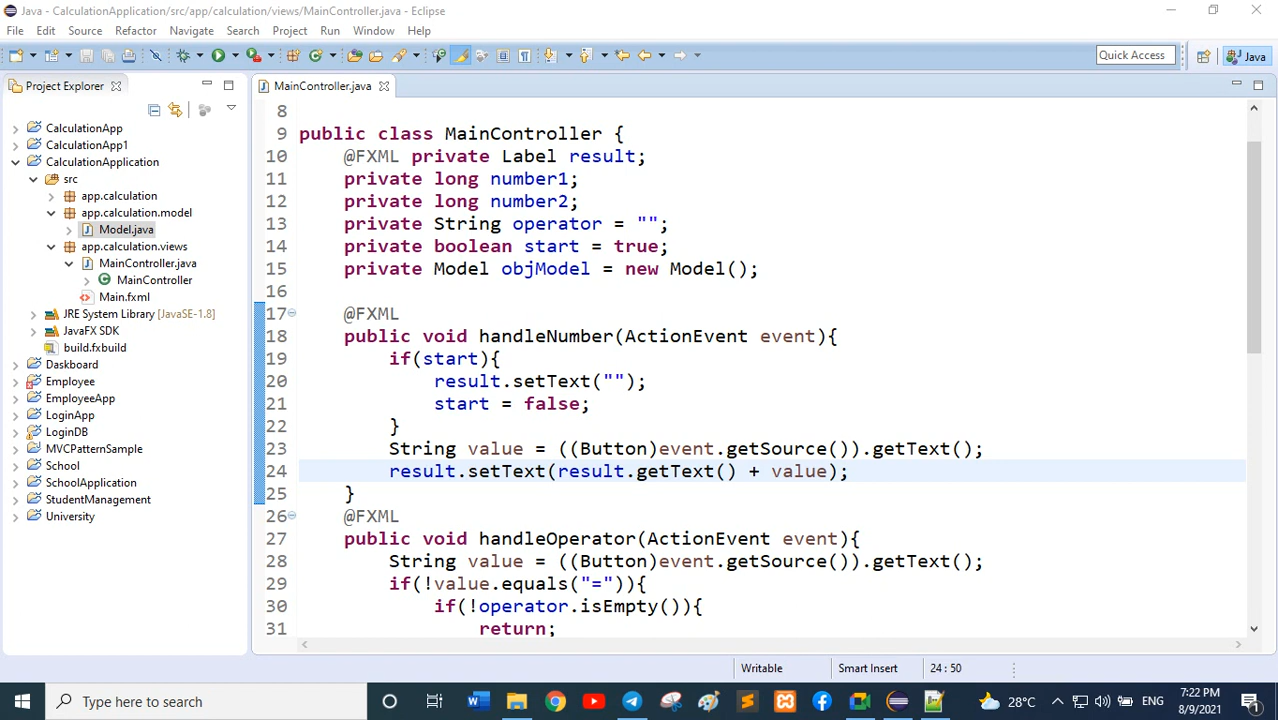 Java - CalculationApplication/src/app/calculation/views/MainController.java - Eclipse
File Edit Source Refactor Navigate Search Project Run Window Help
Quick Access
Java
Project Explorer
MainController.java
CalculationApp
CalculationApp1
CalculationApplication
src
app.calculation
app.calculation.model
Model.java
app.calculation.views
MainController.java
MainController
Main.fxml
JRE System Library [JavaSE-1.8]
JavaFX SDK
build.fxbuild
Daskboard
Employee
EmployeeApp
LoginApp
LoginDB
MVCPatternSample
School
SchoolApplication
StudentManagement
University
8
9 public class MainController {
10 @FXML private Label result;
11 private long number1;
12 private long number2;
13 private String operator = "";
14 private boolean start = true;
15 private Model objModel = new Model();
16
17 @FXML
18 public void handleNumber(ActionEvent event){
19 if(start){
20 result.setText("");
21 start = false;
22 }
23 String value = ((Button)event.getSource()).getText();
24 result.setText(result.getText() + value);
25 }
26 @FXML
27 public void handleOperator(ActionEvent event){
28 String value = ((Button)event.getSource()).getText();
29 if(!value.equals("=")){
30 if(!operator.isEmpty()){
31 return;
Writable Smart Insert 24 : 50
Type here to search
28°C
ENG
7:22 PM
8/9/2021